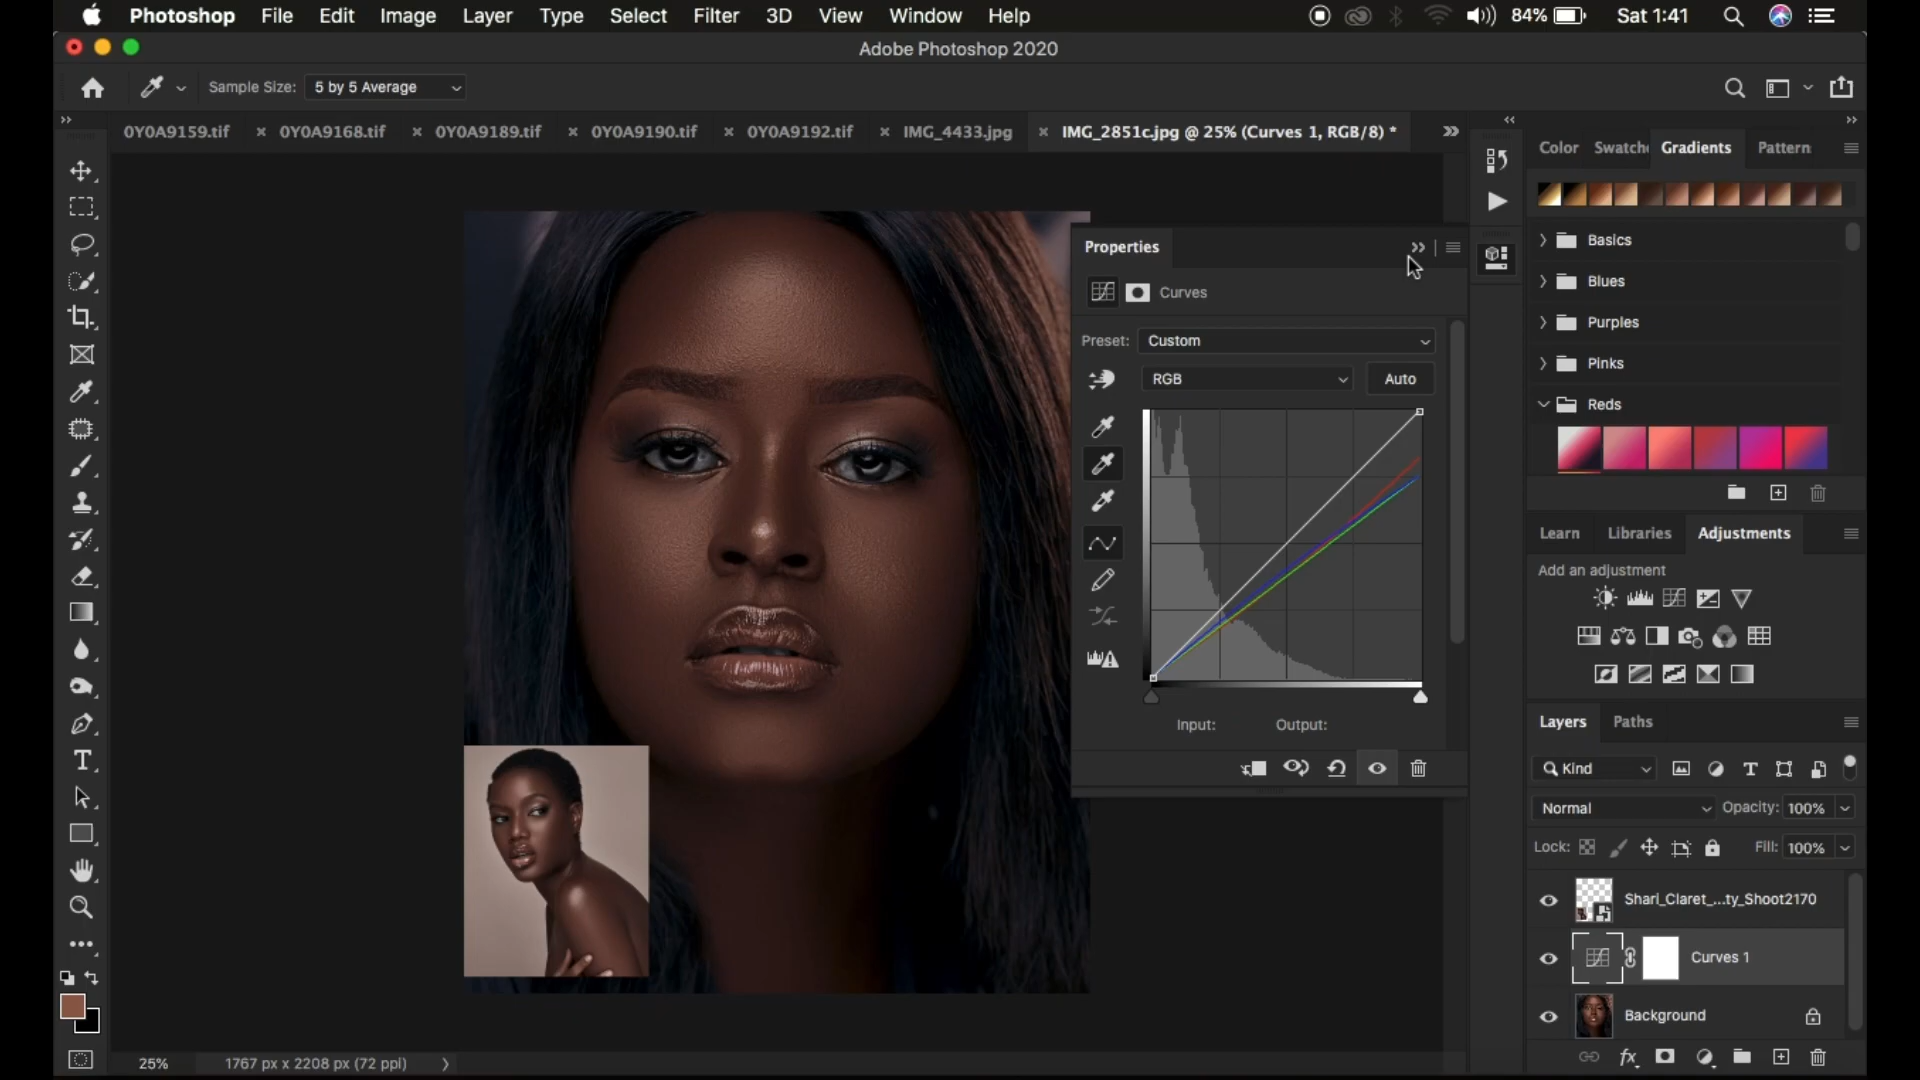 Photoshop File Edit Image Layer Type Select Filter 3D View Window Help 84% Sat 1:41
Adobe Photoshop 2020
Sample Size: 5 by 5 Average
0Y0A9159.tif × 0Y0A9168.tif × 0Y0A9189.tif × 0Y0A9190.tif × 0Y0A9192.tif × IMG_4433.jpg × IMG_2851c.jpg @ 25% (Curves 1, RGB/8) *
Color Swatche Gradients Pattern
Properties
Basics
Curves
Blues
Purples
Preset: Custom
Pinks
RGB Auto
Reds
Learn Libraries Adjustments
Add an adjustment
Input: Output:
Layers Paths
Kind
Normal Opacity: 100%
Lock: Fill: 100%
Shari_Claret_...ty_Shoot2170
Curves 1
Background
25% 1767 px x 2208 px (72 ppi)